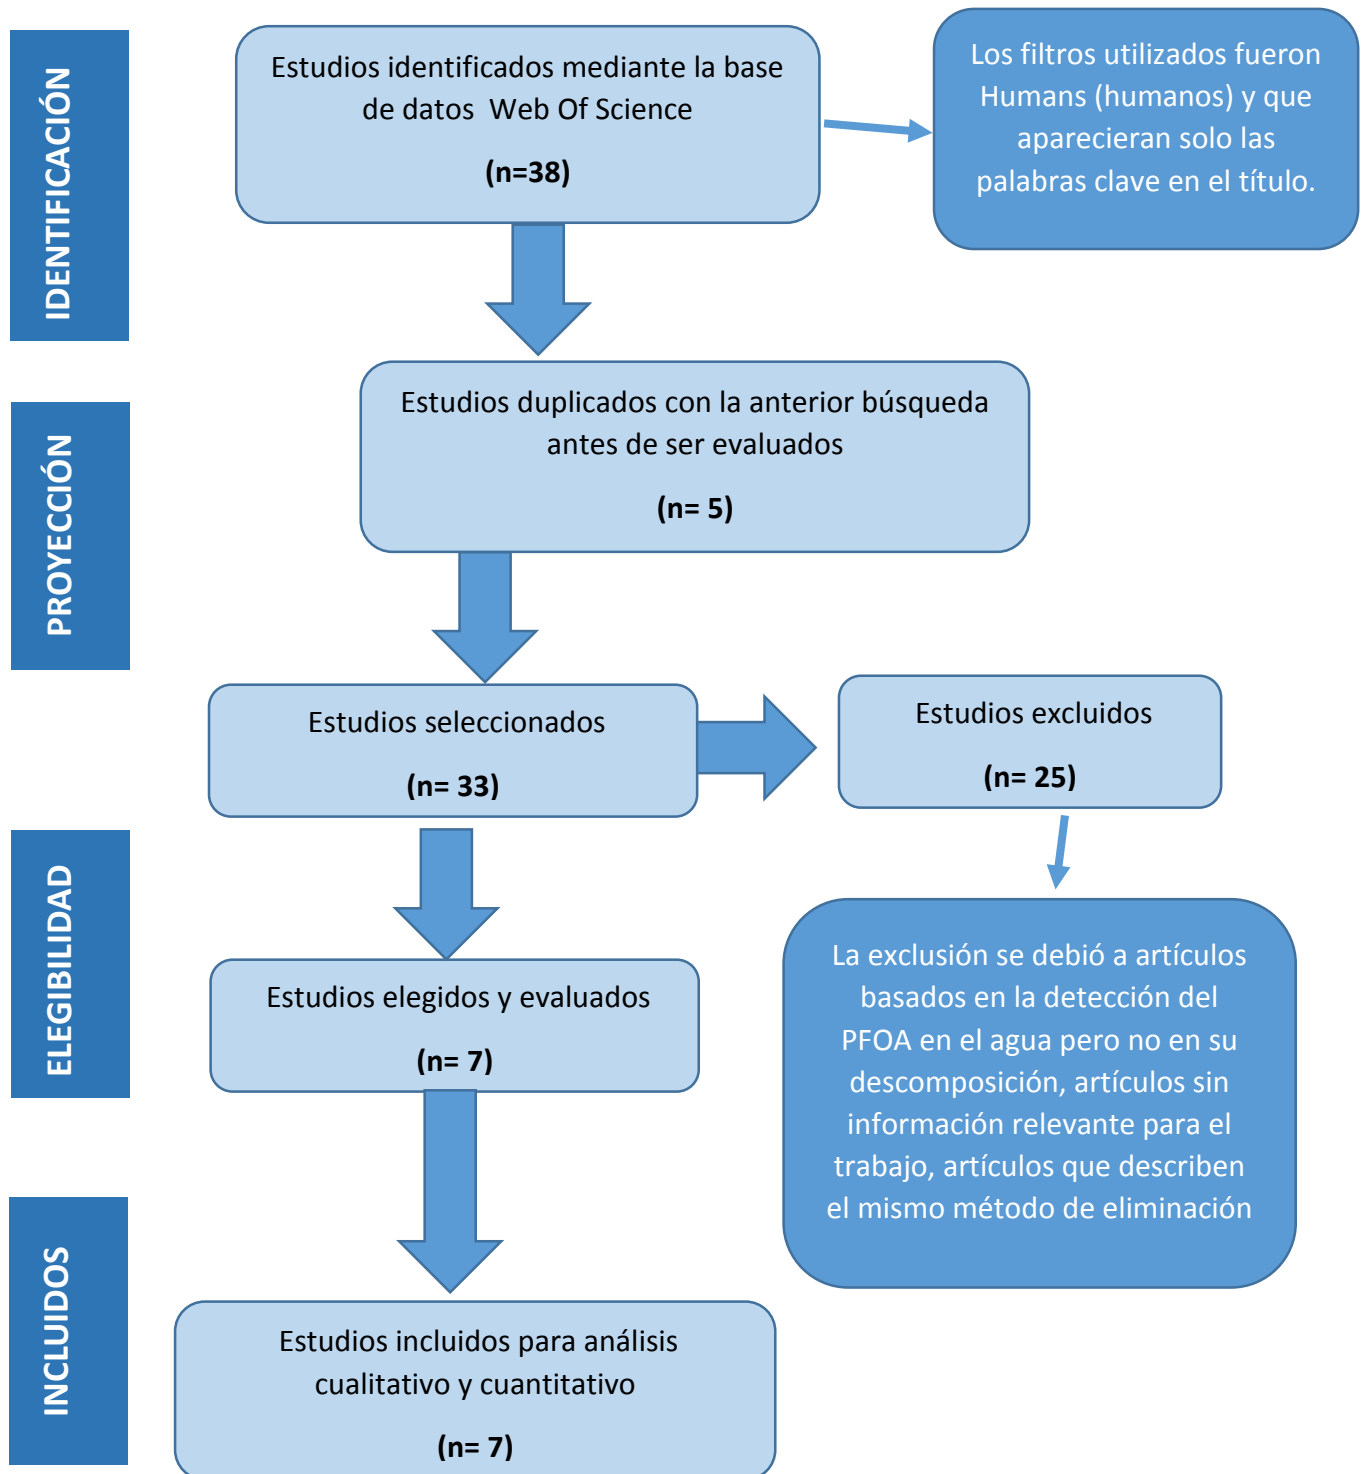 IDENTIFICACIÓN
Estudios identificados mediante la base
de datos Web Of Science
(n=38)
Los filtros utilizados fueron
Humans (humanos) y que
aparecieran solo las
palabras clave en el título.
PROYECCIÓN
Estudios duplicados con la anterior búsqueda
antes de ser evaluados
(n= 5)
Estudios seleccionados
(n= 33)
Estudios excluidos
(n= 25)
ELEGIBILIDAD
Estudios elegidos y evaluados
(n= 7)
La exclusión se debió a artículos
basados en la detección del
PFOA en el agua pero no en su
descomposición, artículos sin
información relevante para el
trabajo, artículos que describen
el mismo método de eliminación
INCLUIDOS
Estudios incluidos para análisis
cualitativo y cuantitativo
(n= 7)